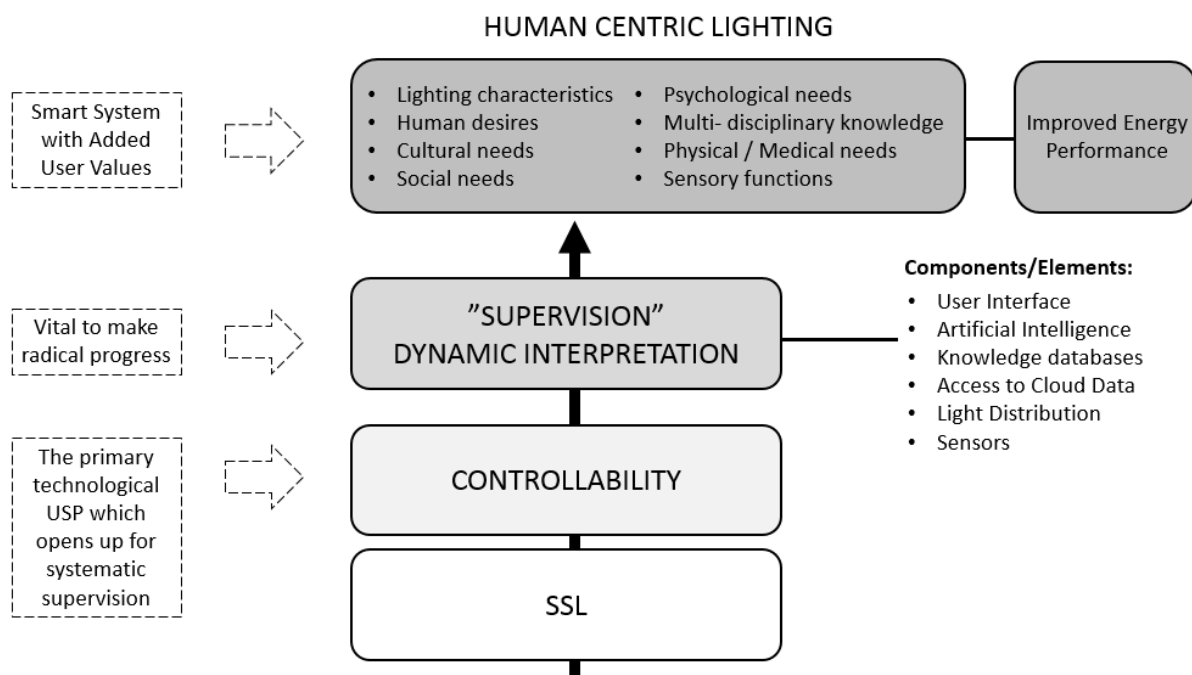 HUMAN CENTRIC LIGHTING
Smart System
with Added
User Values
• Lighting characteristics
• Human desires
• Cultural needs
• Social needs
• Psychological needs
• Multi- disciplinary knowledge
• Physical / Medical needs
• Sensory functions
Improved Energy
Performance
Vital to make
radical progress
”SUPERVISION”
DYNAMIC INTERPRETATION
Components/Elements:
• User Interface
• Artificial Intelligence
• Knowledge databases
• Access to Cloud Data
• Light Distribution
• Sensors
The primary
technological
USP which
opens up for
systematic
supervision
CONTROLLABILITY
SSL